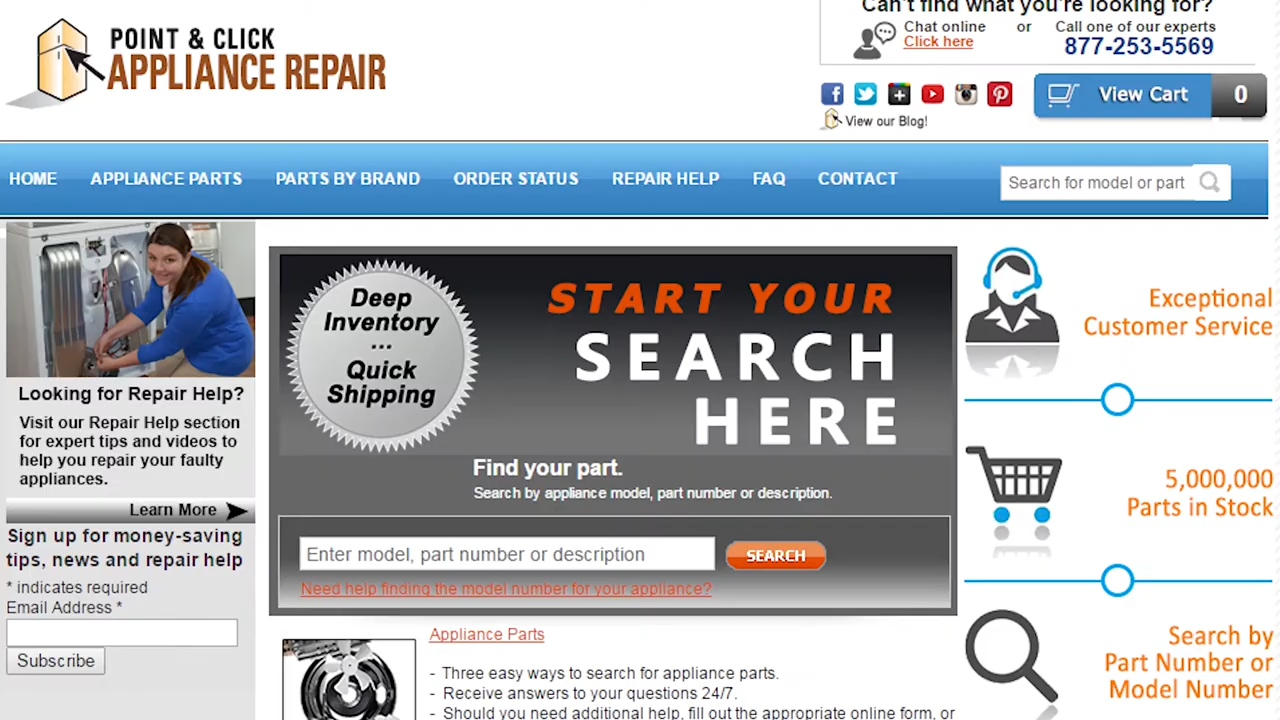 Can't find what you're looking for?
POINT & CLICK
APPLIANCE REPAIR
Chat online or Call one of our experts
Click here
877-253-5569
View Cart 0
View our Blog!
HOME APPLIANCE PARTS PARTS BY BRAND ORDER STATUS REPAIR HELP FAQ CONTACT
Search for model or part
Looking for Repair Help?
Visit our Repair Help section
for expert tips and videos to
help you repair your faulty
appliances.
Learn More
Sign up for money-saving
tips, news and repair help
* indicates required
Email Address *
Subscribe
Deep
Inventory
...
Quick
Shipping
START YOUR
SEARCH
HERE
Find your part.
Search by appliance model, part number or description.
Enter model, part number or description
SEARCH
Need help finding the model number for your appliance?
Appliance Parts
- Three easy ways to search for appliance parts.
- Receive answers to your questions 24/7.
- Should you need additional help, fill out the appropriate online form, or
Exceptional
Customer Service
5,000,000
Parts in Stock
Search by
Part Number or
Model Number